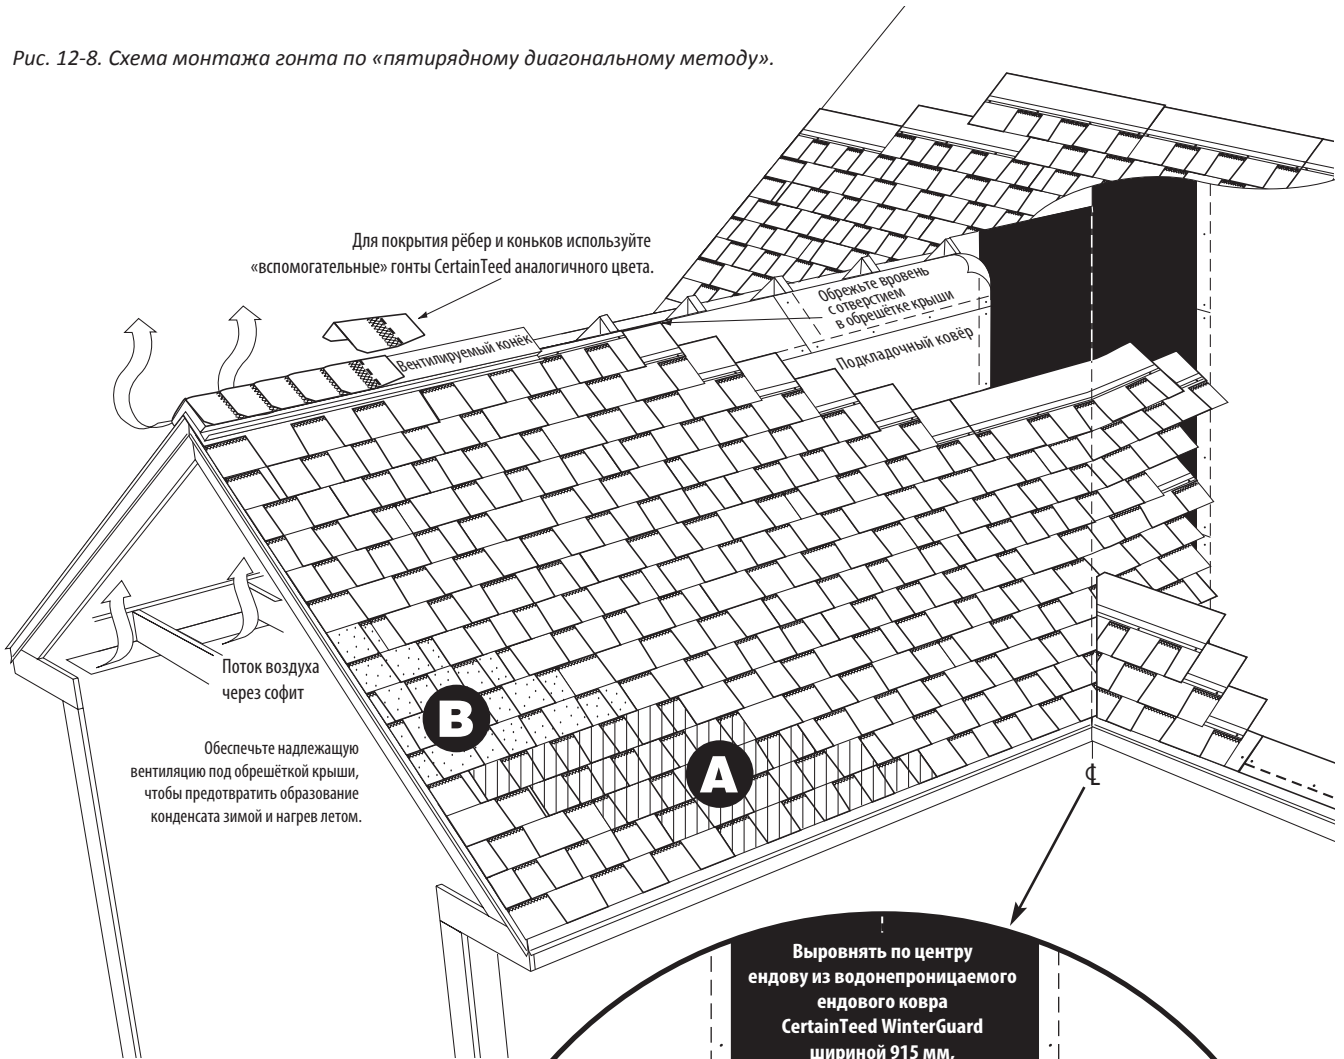 Рис. 12-8. Схема монтажа гонта по «пятирядному диагональному методу».
Для покрытия рёбер и коньков используйте
«вспомогательные» гонты CertainTeed аналогичного цвета.
Обрежьте вровень
с отверстием
в обрешётке крыши
Вентилируемый конёк
Подкладочный ковёр
Поток воздуха
через софит
B
A
Обеспечьте надлежащую
вентиляцию под обрешёткой крыши,
чтобы предотвратить образование
конденсата зимой и нагрев летом.
℄
Выровнять по центру
ендову из водонепроницаемого
ендового ковра
CertainTeed WinterGuard
шириной 915 мм,